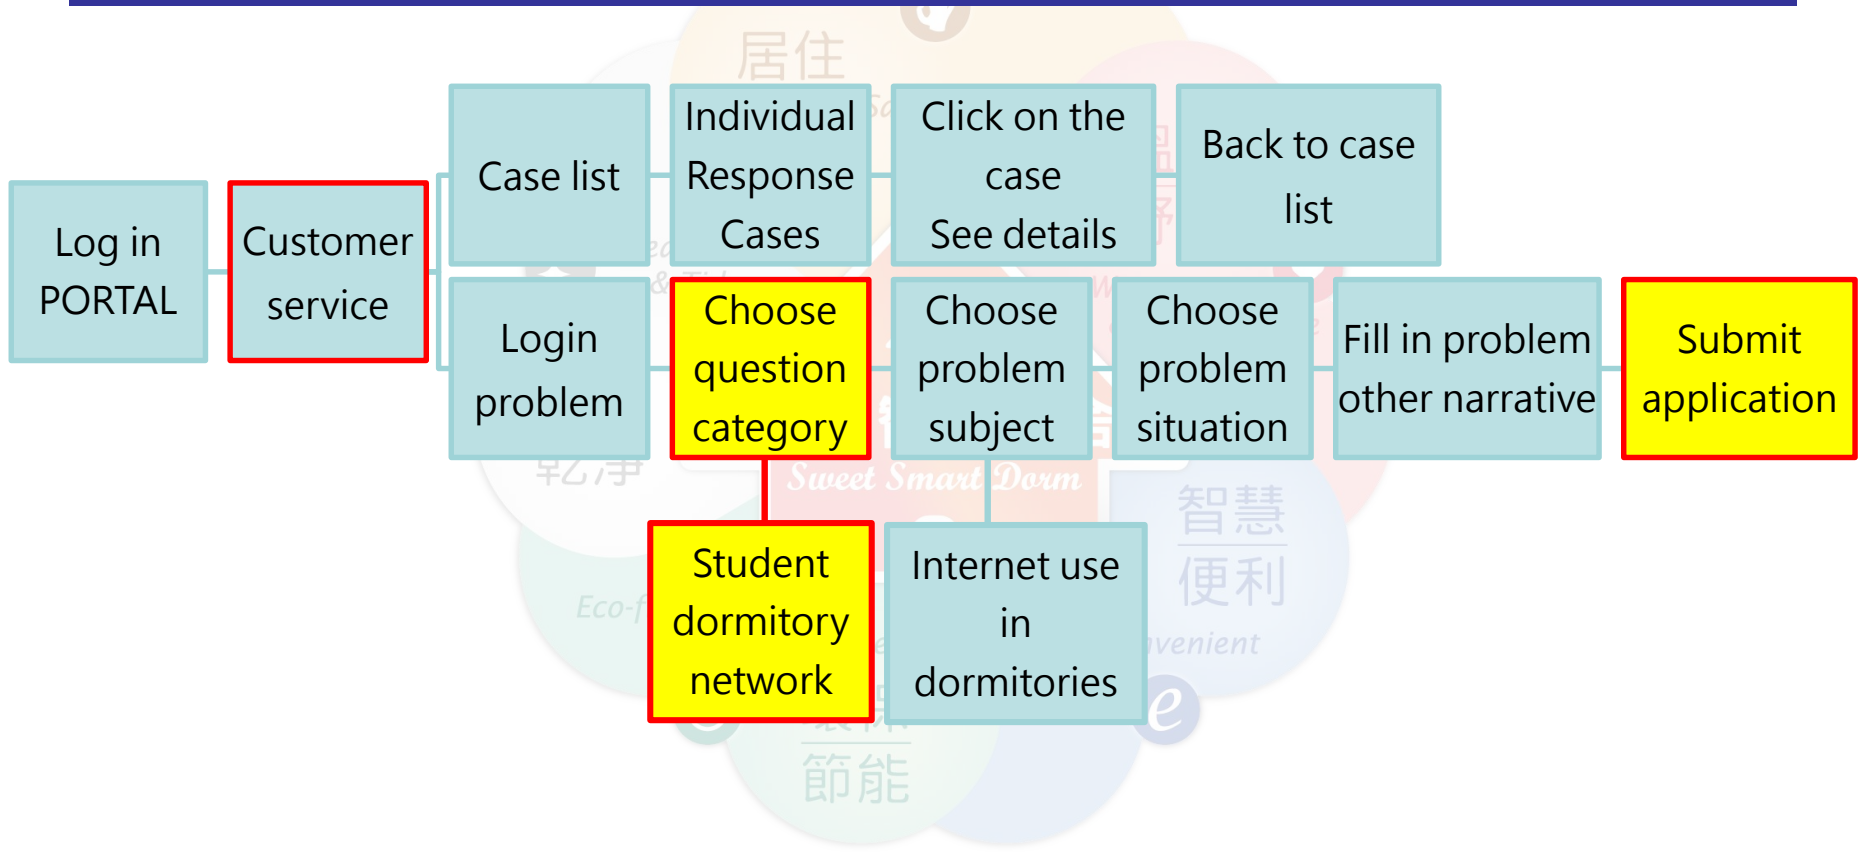 居住
Log in
PORTAL
Customer
service
Case list
Individual
Response
Cases
Click on the
case
See details
Back to case
list
Login
problem
Choose
question
category
Choose
problem
subject
Choose
problem
situation
Fill in problem
other narrative
Submit
application
Student
dormitory
network
Internet use
in
dormitories
乾淨
Sweet Smart Dorm
智慧
便利
節能
e